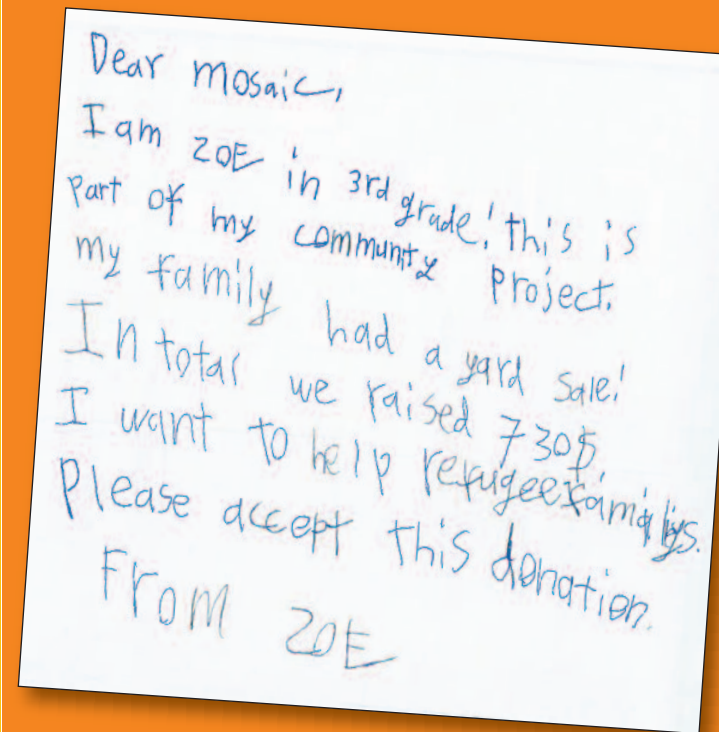 Dear mosaic,
I am ZOE in 3rd grade! this is
part of my community project.
my family had a yard sale!
In total we raised 730$
I want to help refugee familys.
Please accept this donation.
From ZOE